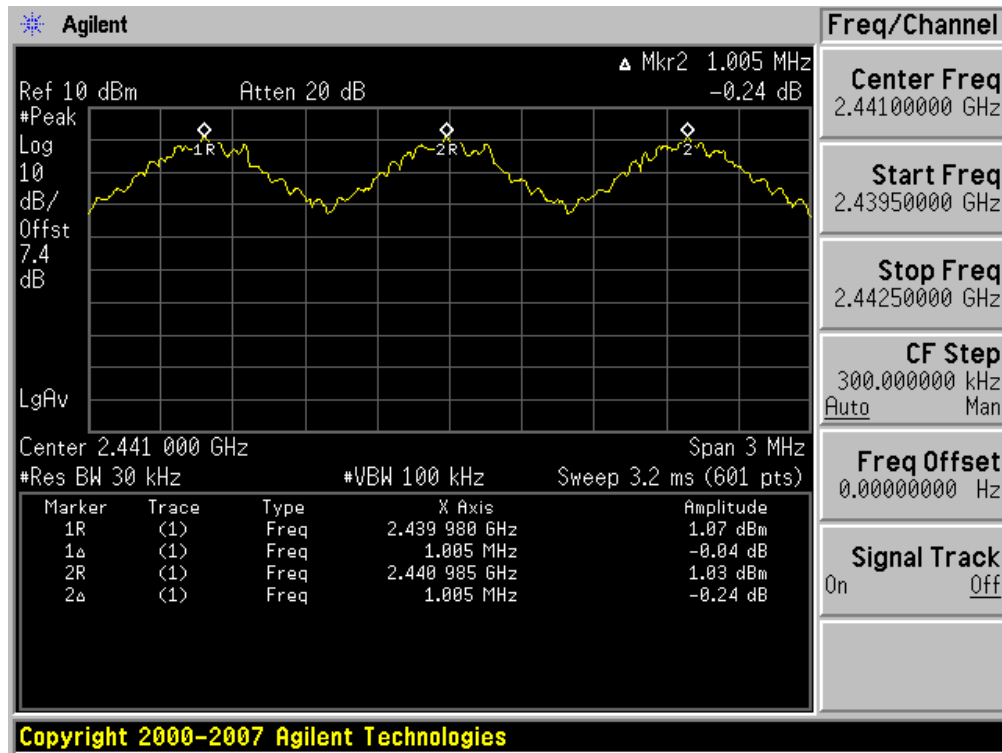 Agilent
Freq/Channel
▵ Mkr2 1.005 MHz
Ref 10 dBm Atten 20 dB -0.24 dB
#Peak
Log
10
dB/
Offst
7.4
dB
LgAv
1R
2R
2
Center 2.441 000 GHz Span 3 MHz
#Res BW 30 kHz #VBW 100 kHz Sweep 3.2 ms (601 pts)
Marker Trace Type X Axis Amplitude
1R (1) Freq 2.439 980 GHz 1.07 dBm
1▵ (1) Freq 1.005 MHz -0.04 dB
2R (1) Freq 2.440 985 GHz 1.03 dBm
2▵ (1) Freq 1.005 MHz -0.24 dB
Center Freq
2.44100000 GHz
Start Freq
2.43950000 GHz
Stop Freq
2.44250000 GHz
CF Step
300.000000 kHz
Auto Man
Freq Offset
0.00000000 Hz
Signal Track
On Off
Copyright 2000-2007 Agilent Technologies